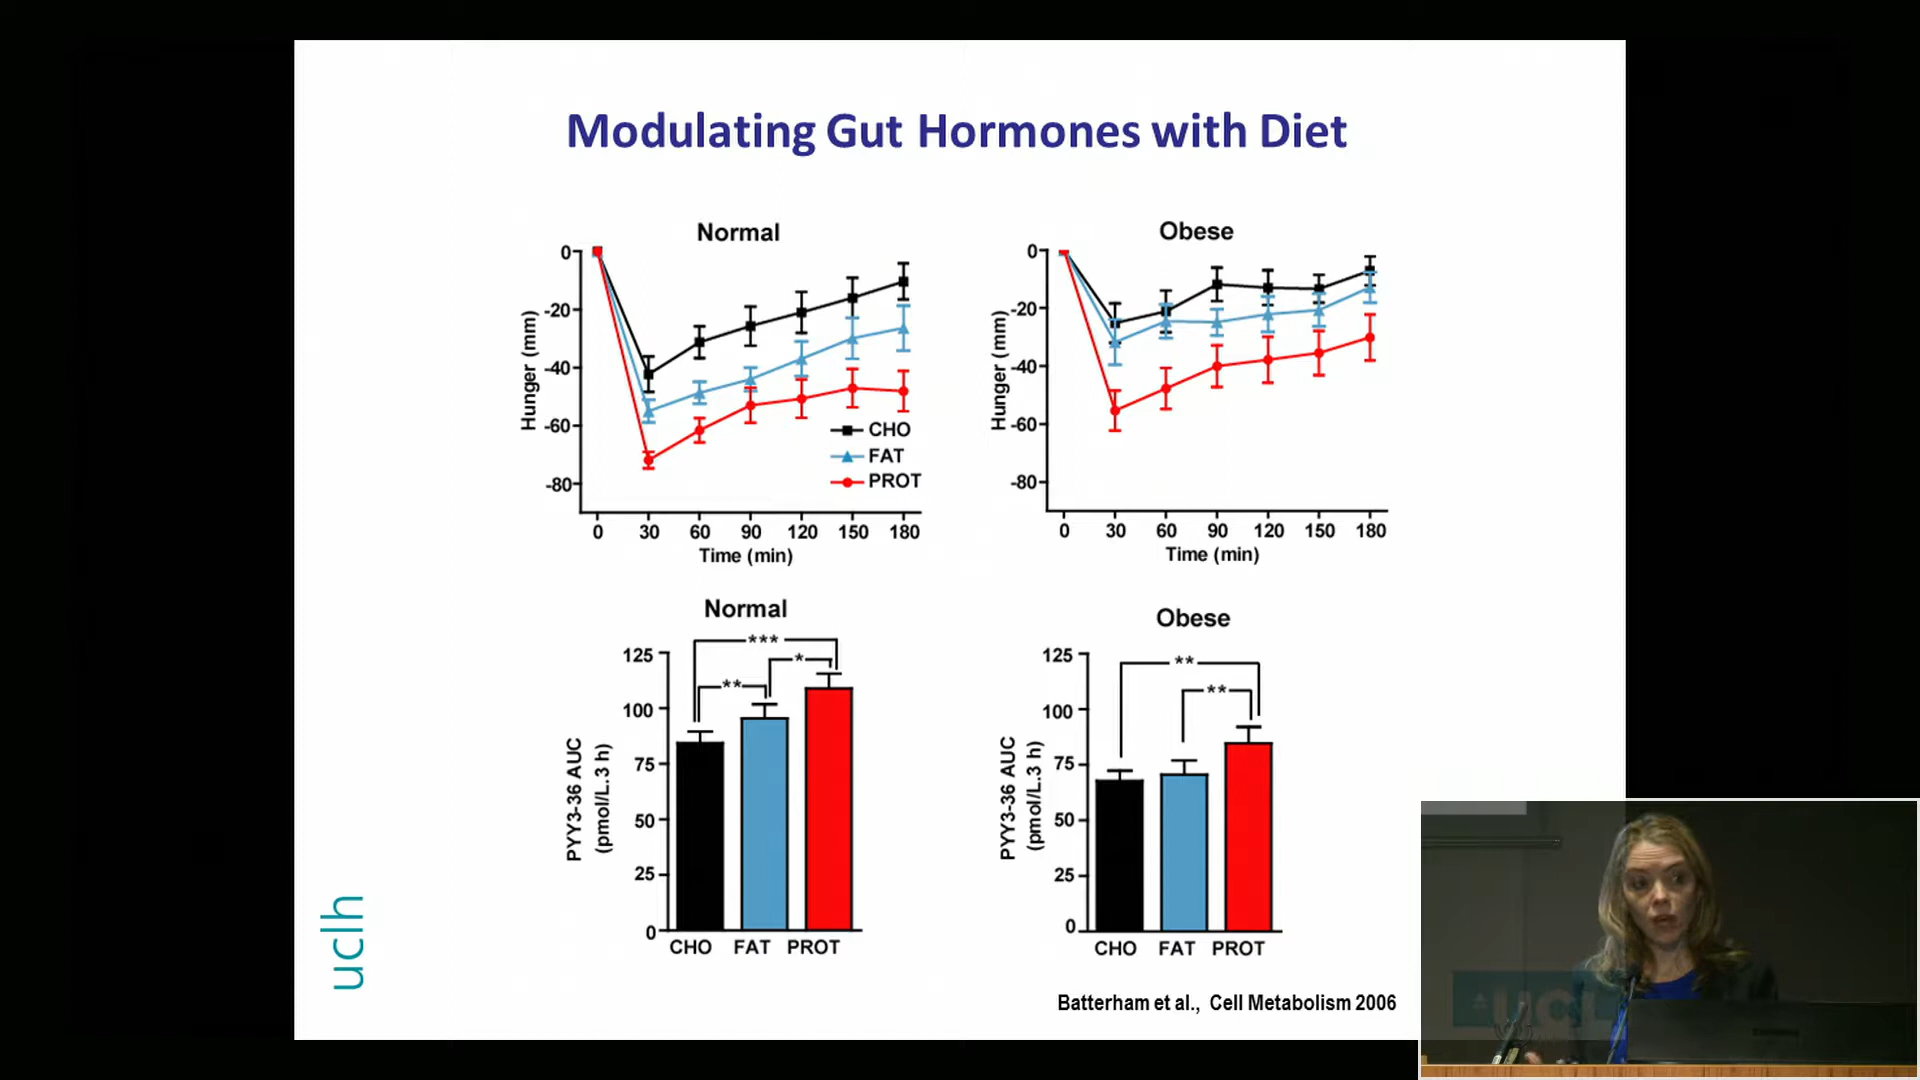 Modulating Gut Hormones with Diet
Normal
0
-20
-40
-60
-80
Hunger (mm)
CHO
FAT
PROT
0 30 60 90 120 150 180
Time (min)
Obese
0
-20
-40
-60
-80
Hunger (mm)
0 30 60 90 120 150 180
Time (min)
Normal
***
*
**
125
100
75
50
25
0
PYY3-36 AUC
(pmol/L.3 h)
CHO FAT PROT
Obese
**
**
125
100
75
50
25
0
PYY3-36 AUC
(pmol/L.3 h)
CHO FAT PROT
uclh
Batterham et al., Cell Metabolism 2006
UCL